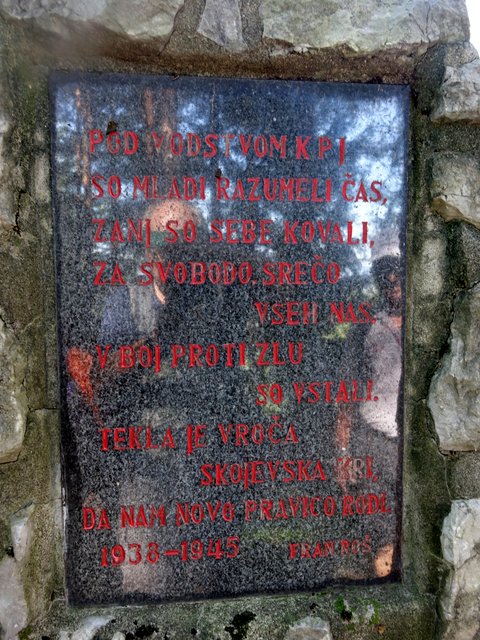 POD VODSTVOM KPJ
SO MLADI RAZUMELI ČAS,
ZANJ SO SEBE KOVALI,
ZA SVOBODO, SREČO
VSEH NAS,
V BOJ PROTI ZLU
SO VSTALI.
TEKLA JE VROČA
SKOJEVSKA KRI,
DA NAM NOVO PRAVICO RODI.
1938-1945 FRAN ROŠ